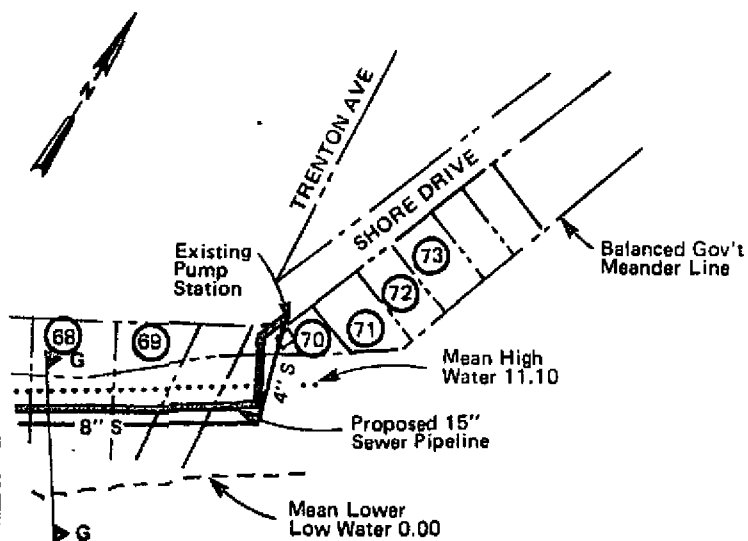 N
TRENTON AVE
SHORE DRIVE
Existing
Pump
Station
Balanced Gov't
Meander Line
73
72
71
70
68
69
G
4" S
Mean High
Water 11.10
8" S
Proposed 15"
Sewer Pipeline
Mean Lower
Low Water 0.00
G